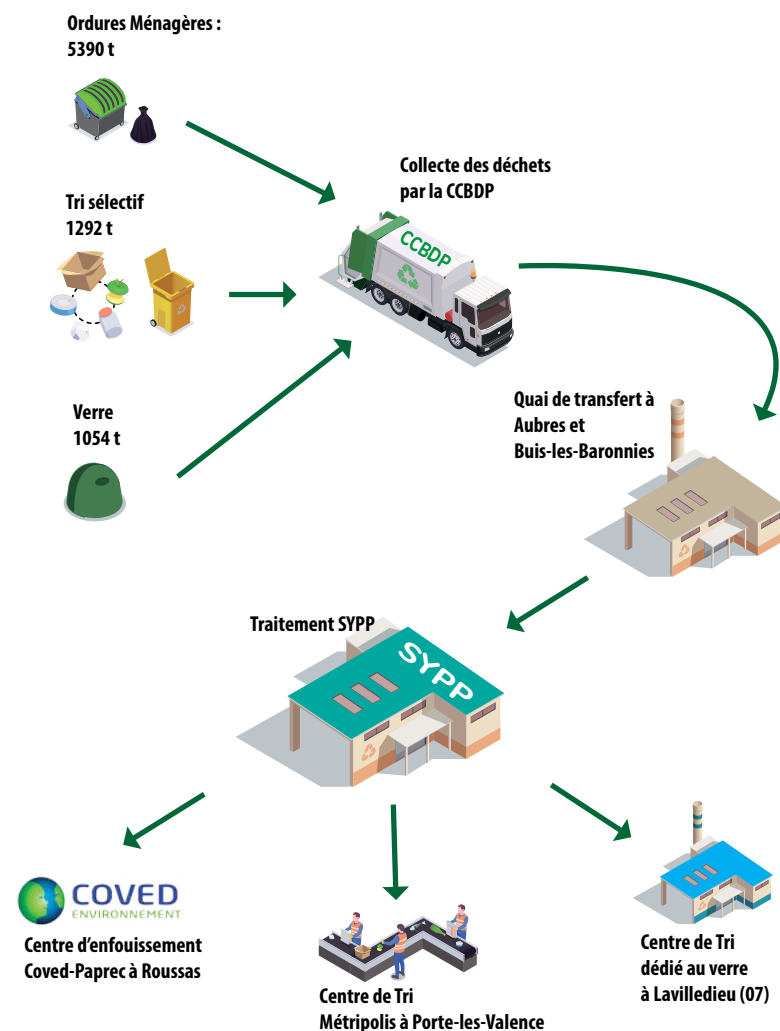 Ordures Ménagères :
5390 t
Collecte des déchets
par la CCBDP
CCBDP
Tri sélectif
1292 t
Verre
1054 t
Quai de transfert à
Aubres et
Buis-les-Baronnies
Traitement SYPP
SYPP
COVED
ENVIRONNEMENT
Centre d'enfouissement
Coved-Paprec à Roussas
Centre de Tri
Métripolis à Porte-les-Valence
Centre de Tri
dédié au verre
à Lavilledieu (07)